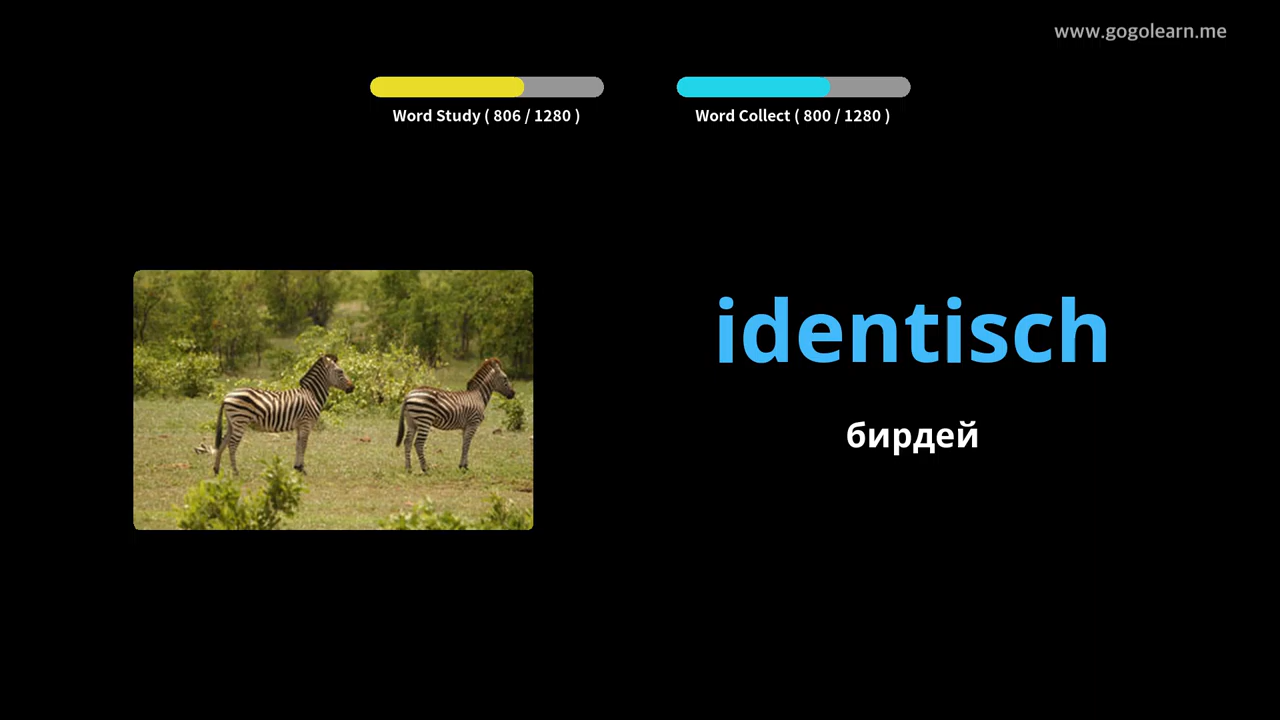 www.gogolearn.me
Word Study ( 806 / 1280 )
Word Collect ( 800 / 1280 )
identisch
бирдей